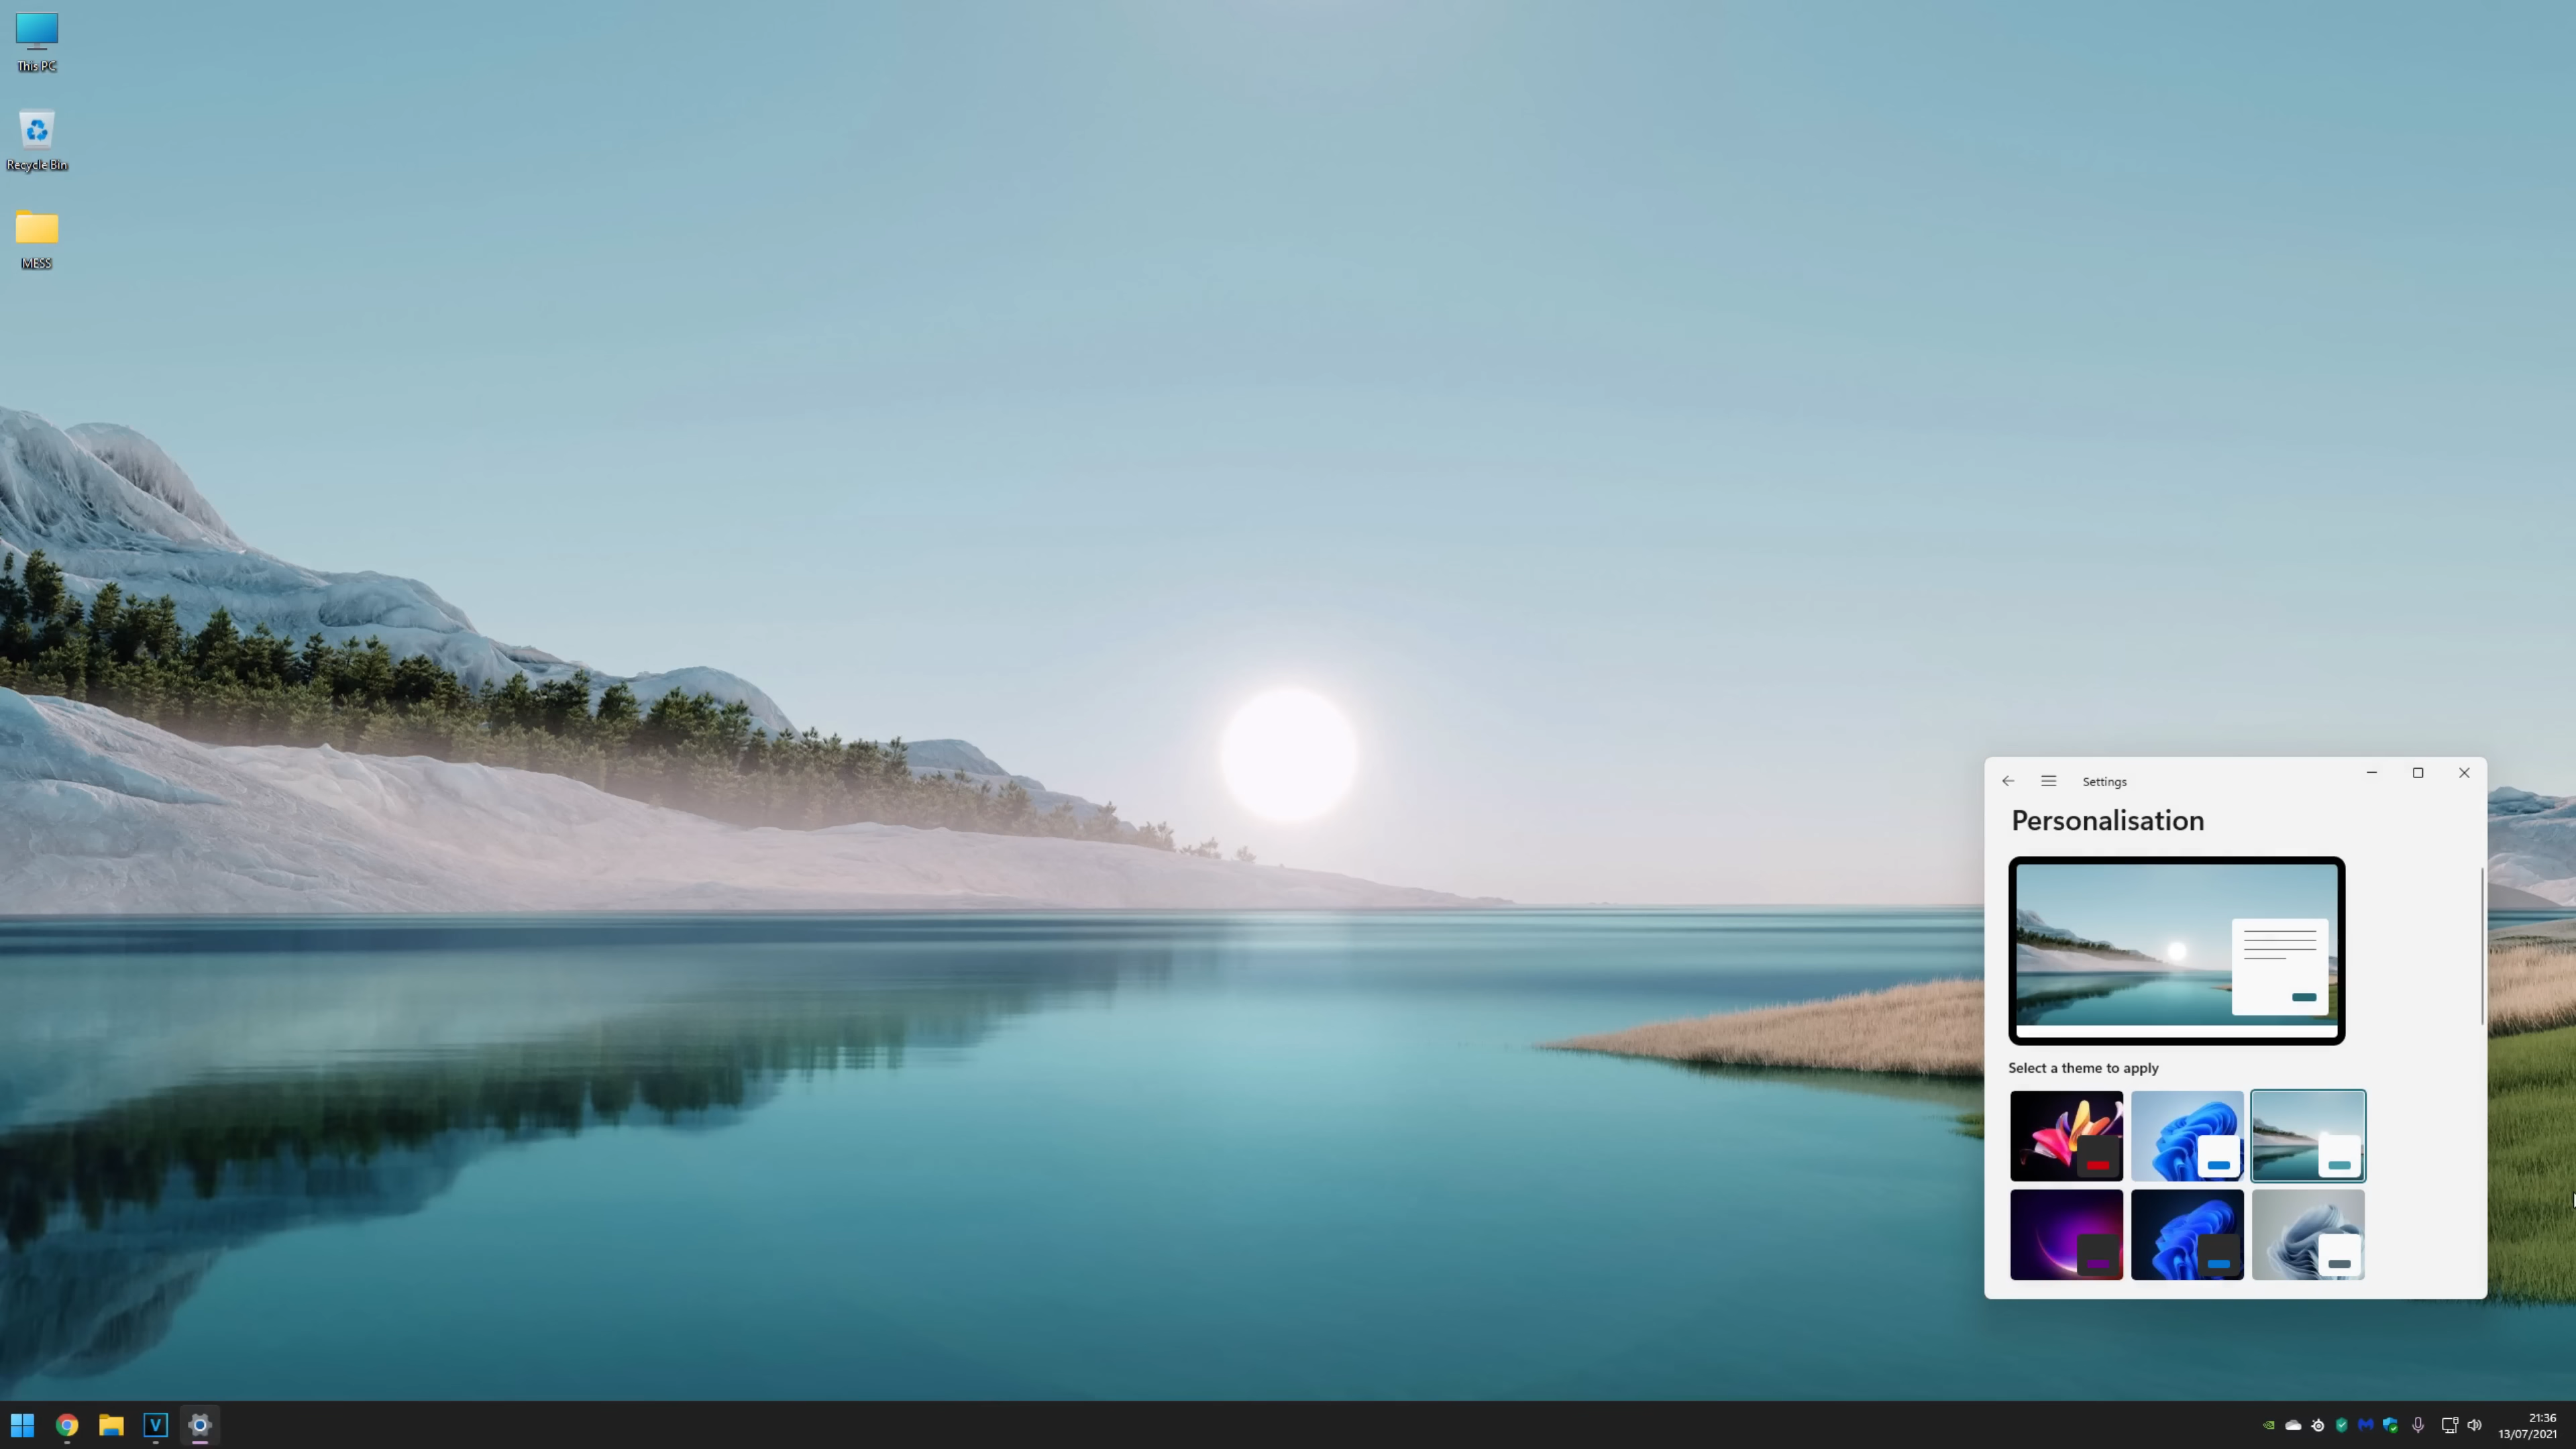 This PC
Recycle Bin
MESS
Settings
Personalisation
Select a theme to apply
V
21:36
13/07/2021